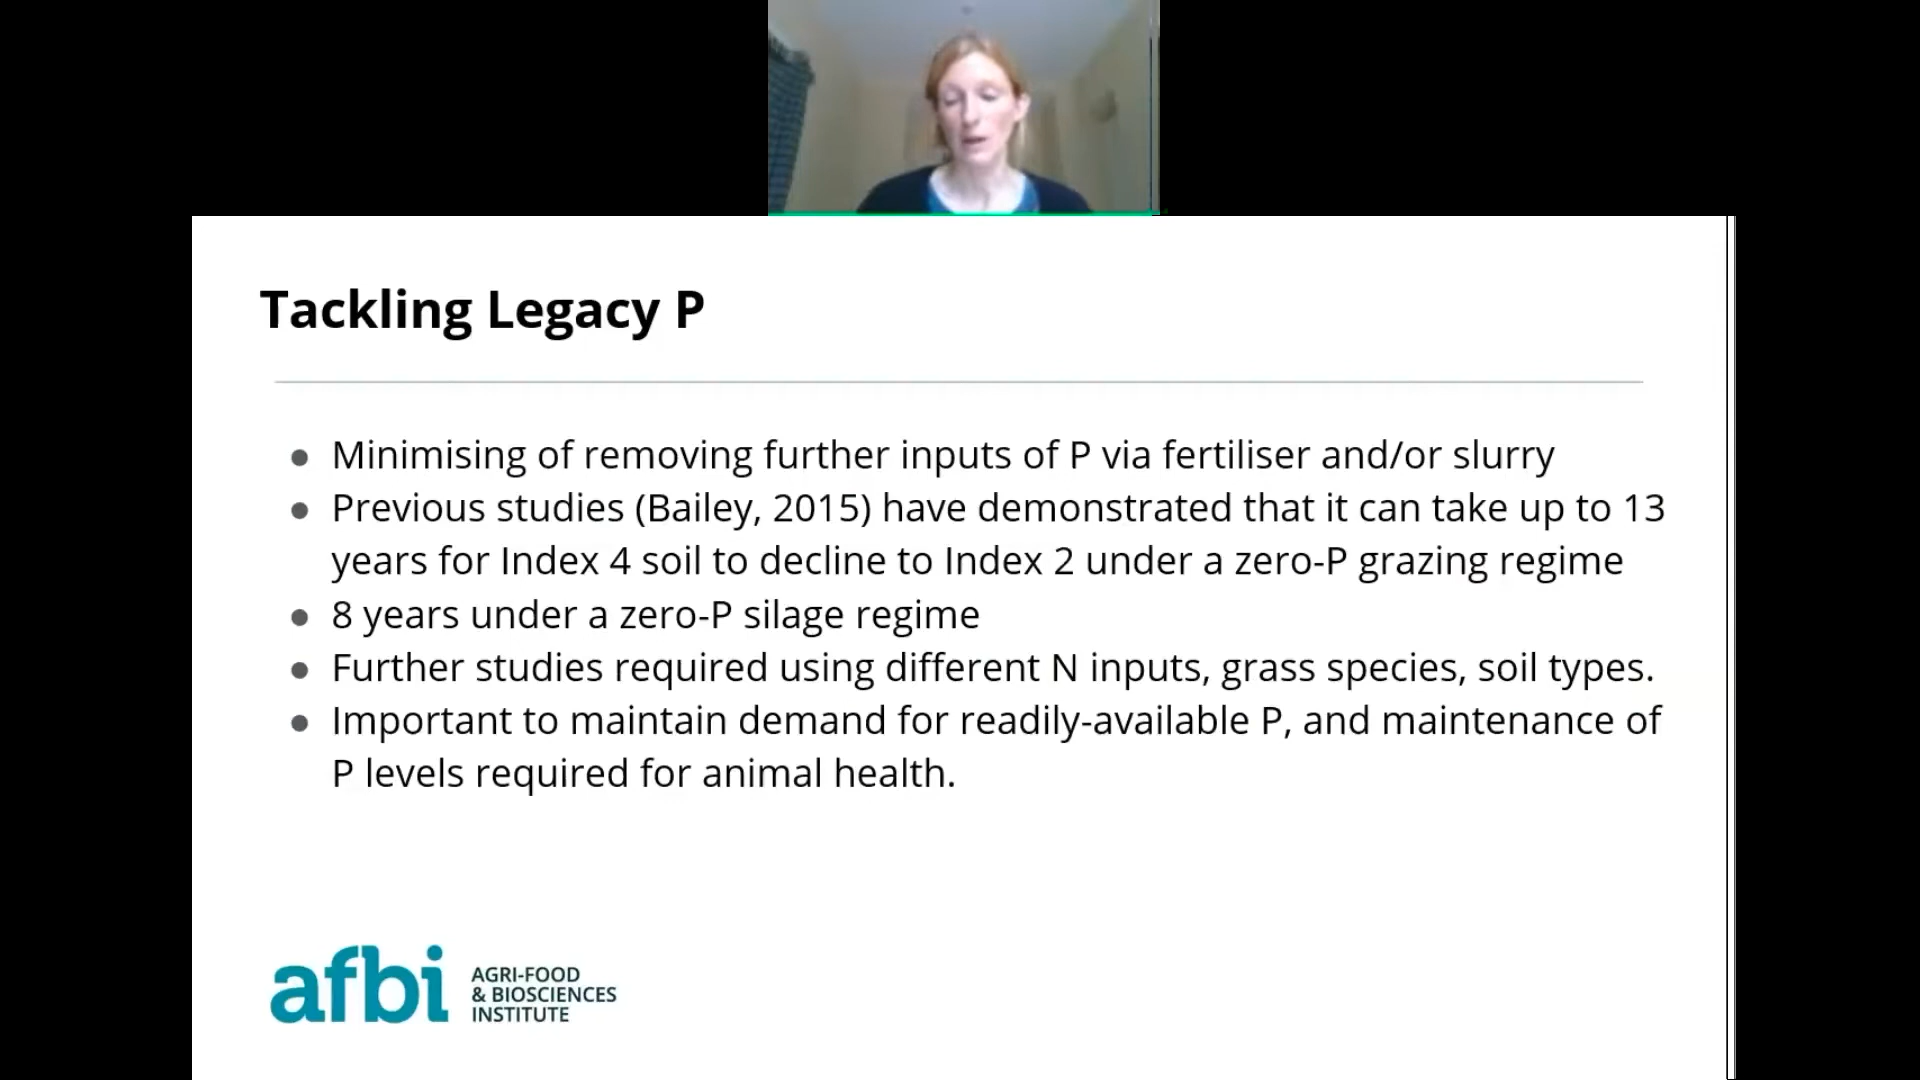 Tackling Legacy P
● Minimising of removing further inputs of P via fertiliser and/or slurry
● Previous studies (Bailey, 2015) have demonstrated that it can take up to 13
years for Index 4 soil to decline to Index 2 under a zero-P grazing regime
● 8 years under a zero-P silage regime
● Further studies required using different N inputs, grass species, soil types.
● Important to maintain demand for readily-available P, and maintenance of
P levels required for animal health.
afbi
AGRI-FOOD
& BIOSCIENCES
INSTITUTE